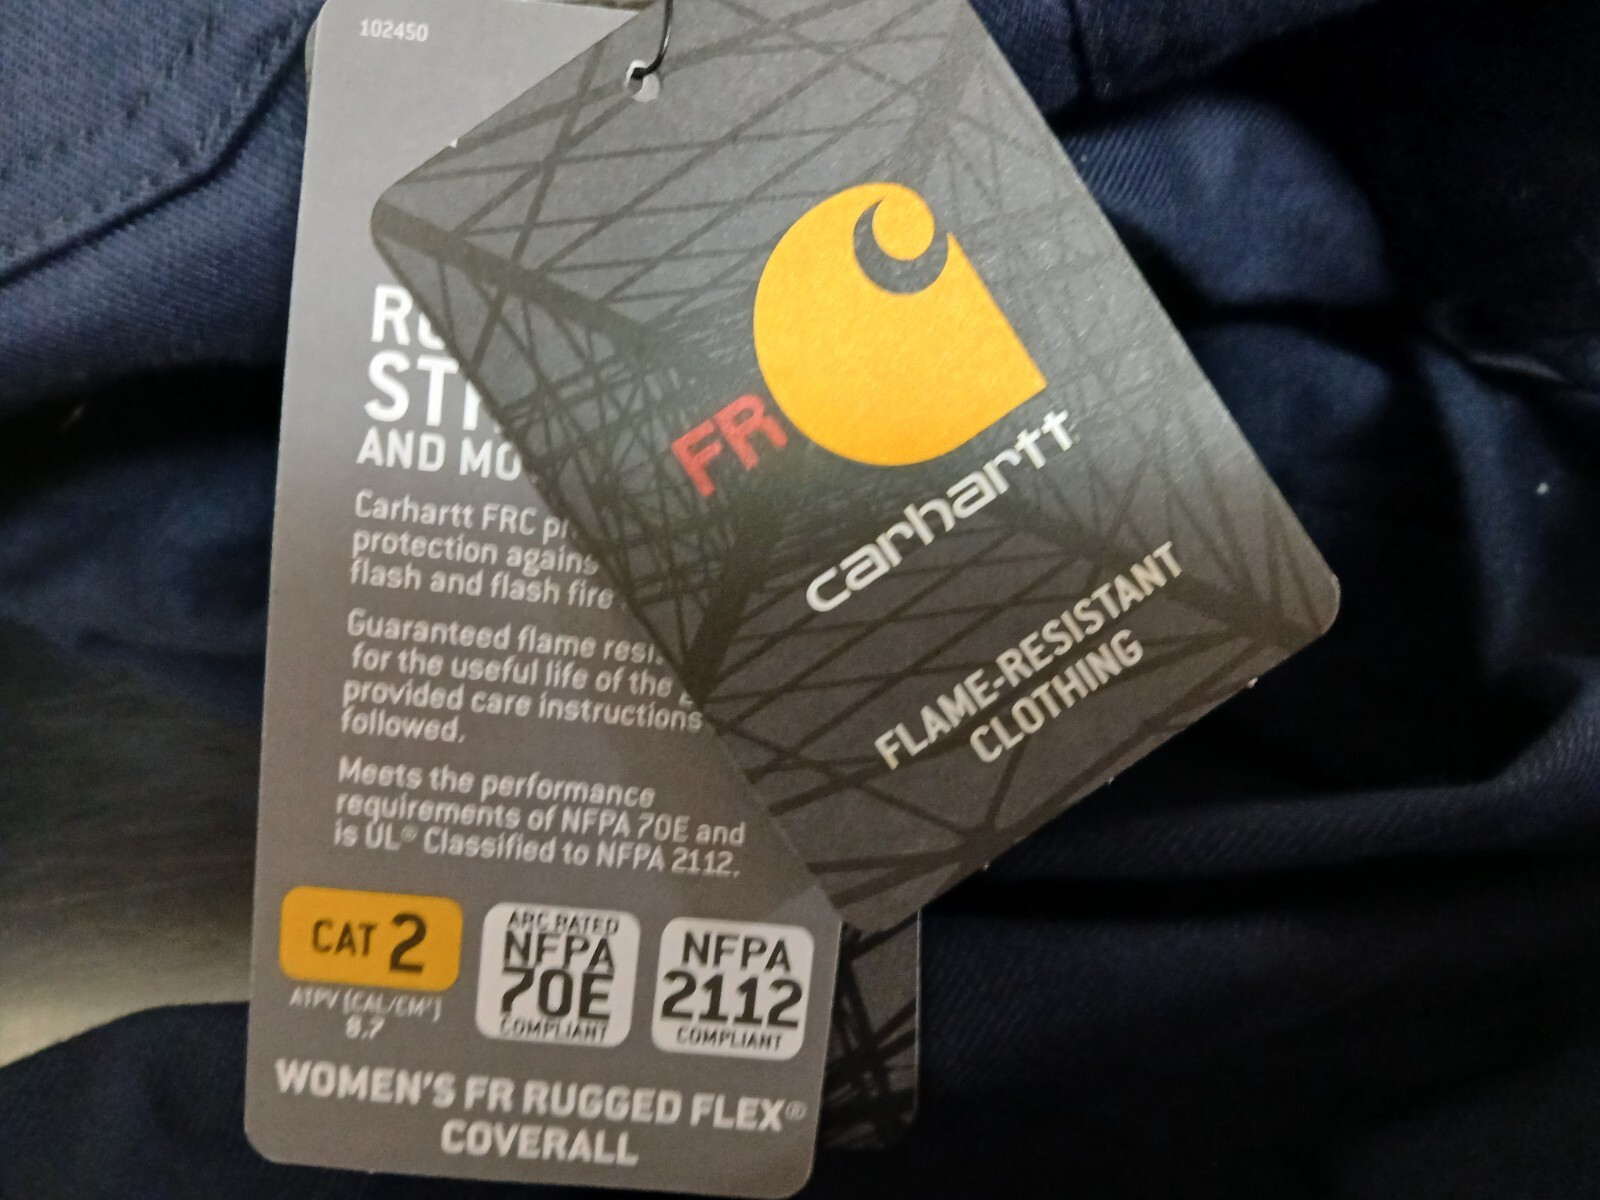 102450
AND MO
Carhartt FRC
protection agains
flash and flash fire
Guaranteed flame resi
for the useful life of the
provided care instructions
followed.
Meets the performance
requirements of NFPA 70E and
is UL® Classified to NFPA 2112.
CAT 2
ATPV (CAL/CM²)
8.7
ARC RATED
NFPA
70E
COMPLIANT
NFPA
2112
COMPLIANT
WOMEN'S FR RUGGED FLEX®
COVERALL
FR
carhartt
FLAME-RESISTANT
CLOTHING